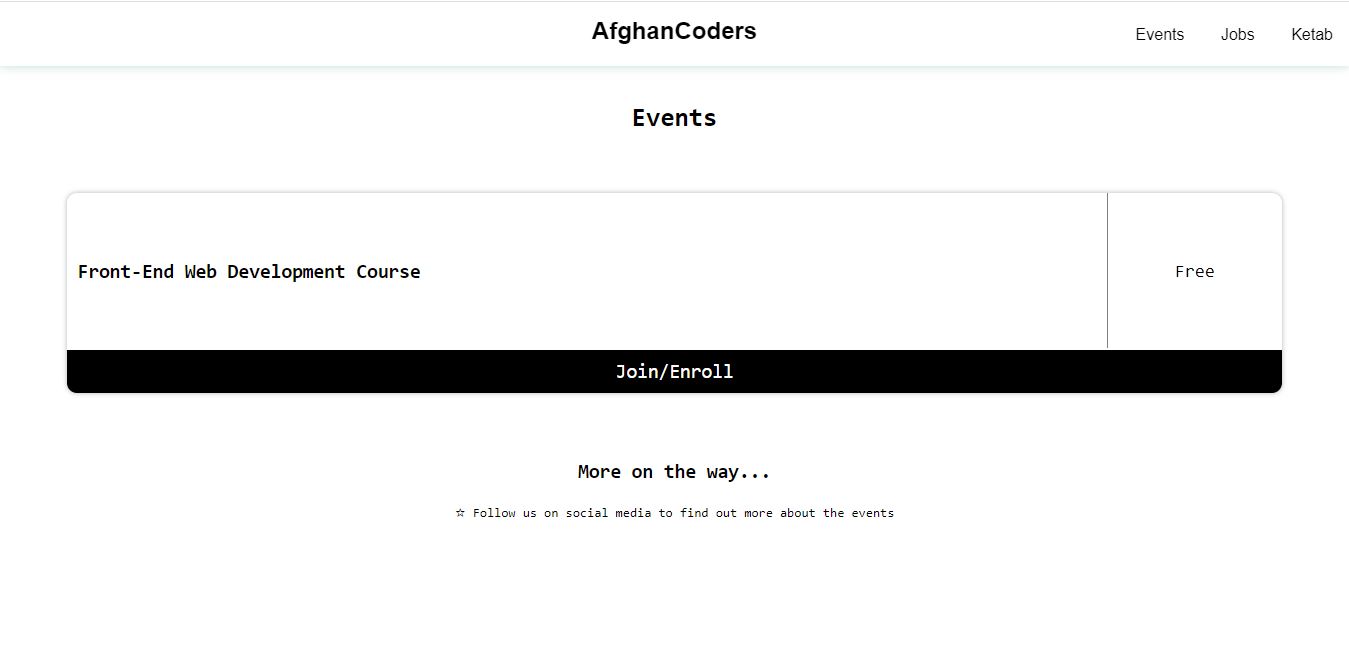 AfghanCoders
Events Jobs Ketab
Events
Front-End Web Development Course
Free
Join/Enroll
More on the way...
☆ Follow us on social media to find out more about the events